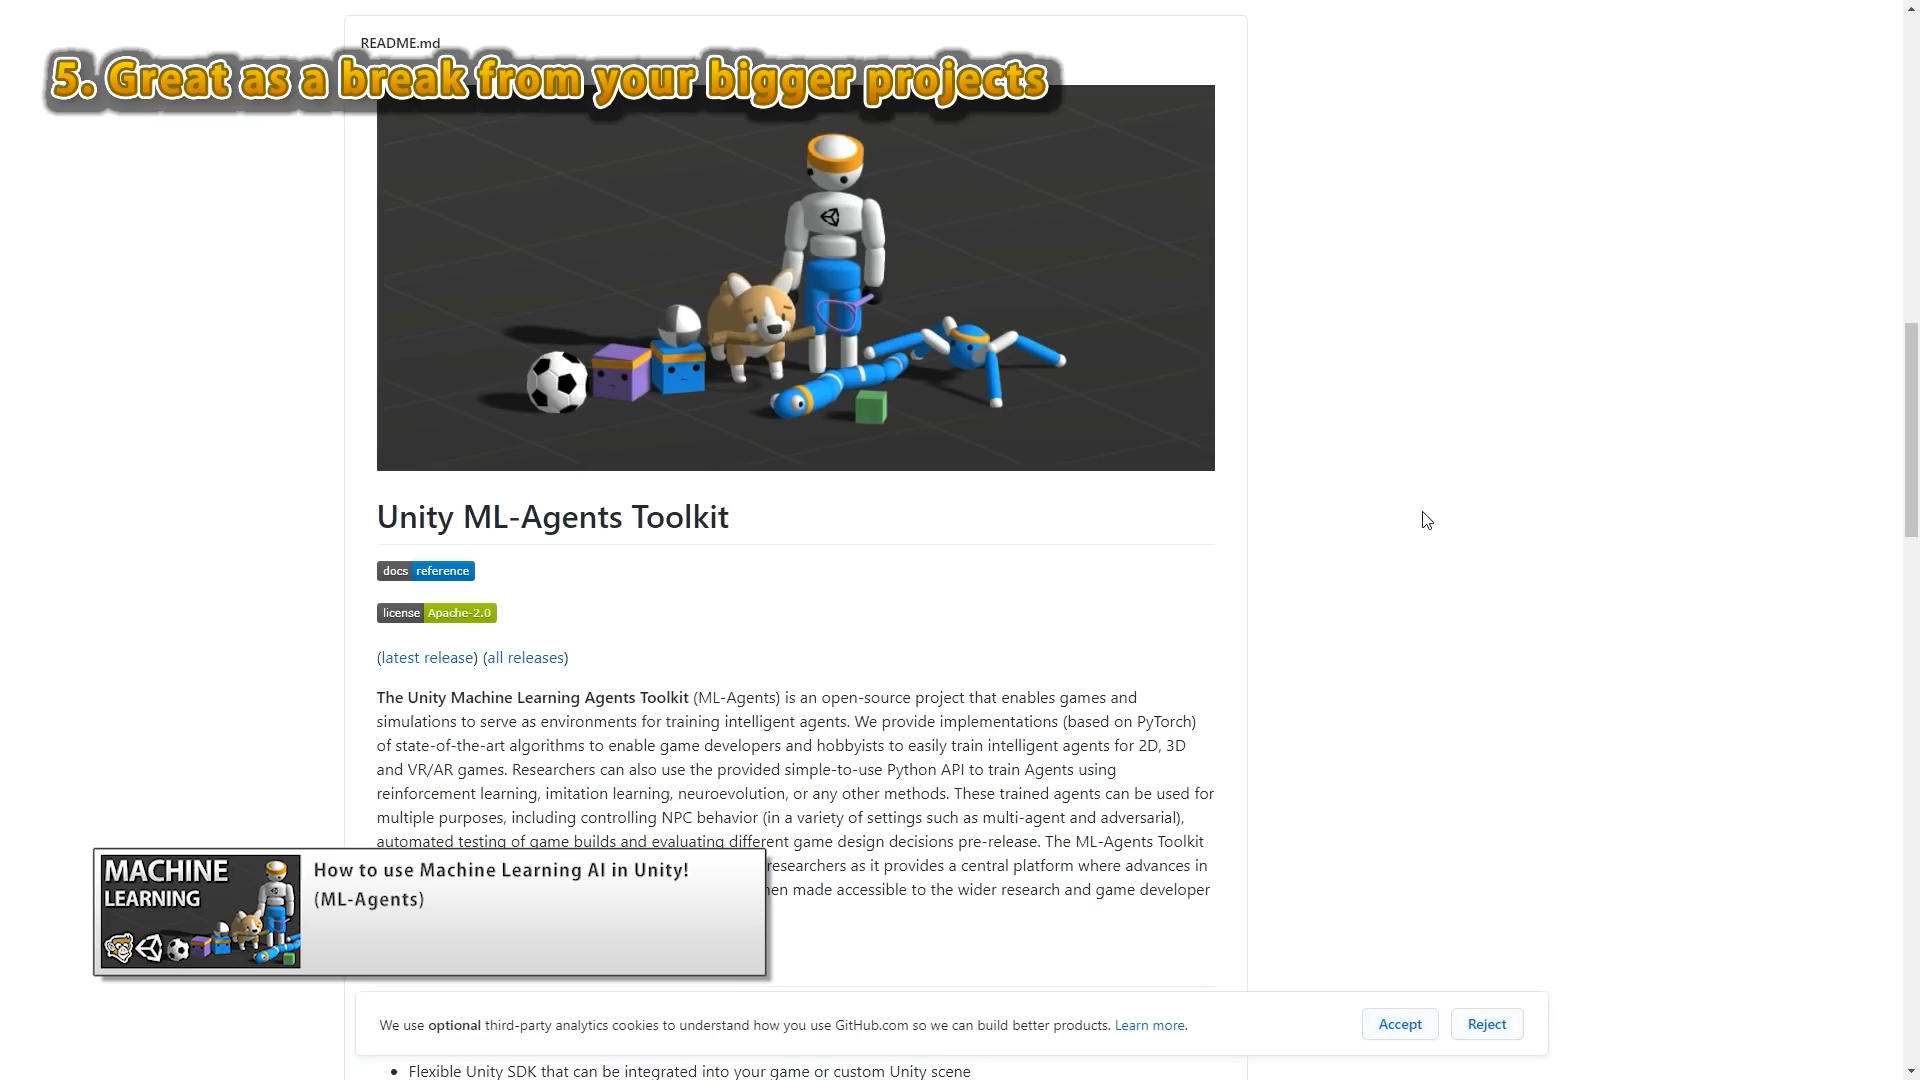 README.md
5. Great as a break from your bigger projects
Unity ML-Agents Toolkit
docs reference
license Apache-2.0
(latest release) (all releases)
The Unity Machine Learning Agents Toolkit (ML-Agents) is an open-source project that enables games and
simulations to serve as environments for training intelligent agents. We provide implementations (based on PyTorch)
of state-of-the-art algorithms to enable game developers and hobbyists to easily train intelligent agents for 2D, 3D
and VR/AR games. Researchers can also use the provided simple-to-use Python API to train Agents using
reinforcement learning, imitation learning, neuroevolution, or any other methods. These trained agents can be used for
multiple purposes, including controlling NPC behavior (in a variety of settings such as multi-agent and adversarial),
automated testing of game builds and evaluating different game design decisions pre-release. The ML-Agents Toolkit
researchers as it provides a central platform where advances in
made accessible to the wider research and game developer
MACHINE
LEARNING
How to use Machine Learning AI in Unity!
(ML-Agents)
We use optional third-party analytics cookies to understand how you use GitHub.com so we can build better products. Learn more.
Accept
Reject
• Flexible Unity SDK that can be integrated into your game or custom Unity scene